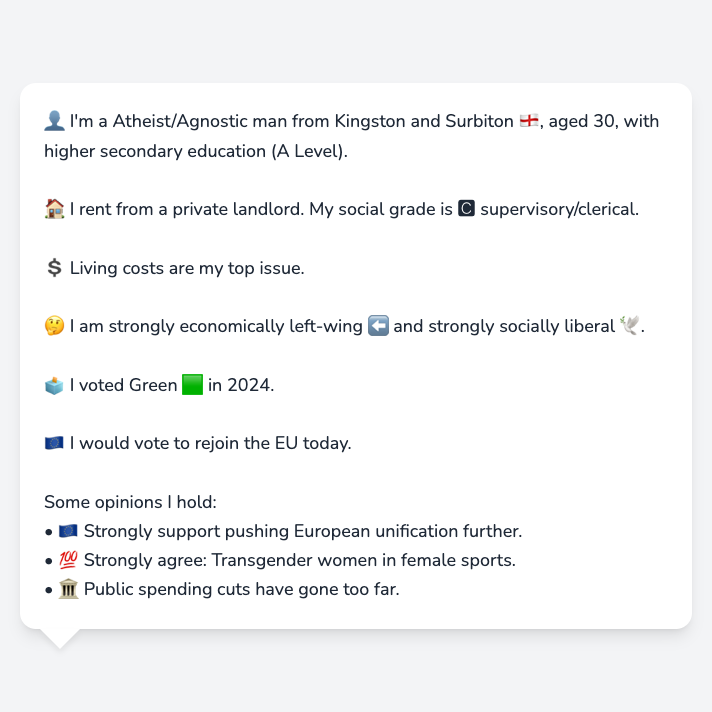 👤 I'm a Atheist/Agnostic man from Kingston and Surbiton 🏴󠁧󠁢󠁥󠁮󠁧󠁿, aged 30, with
higher secondary education (A Level).
🏠 I rent from a private landlord. My social grade is 🅲 supervisory/clerical.
💲 Living costs are my top issue.
🤔 I am strongly economically left-wing ⬅️ and strongly socially liberal 🕊️.
🗳️ I voted Green 🟩 in 2024.
🇪🇺 I would vote to rejoin the EU today.
Some opinions I hold:
• 🇪🇺 Strongly support pushing European unification further.
• 💯 Strongly agree: Transgender women in female sports.
• 🏛️ Public spending cuts have gone too far.